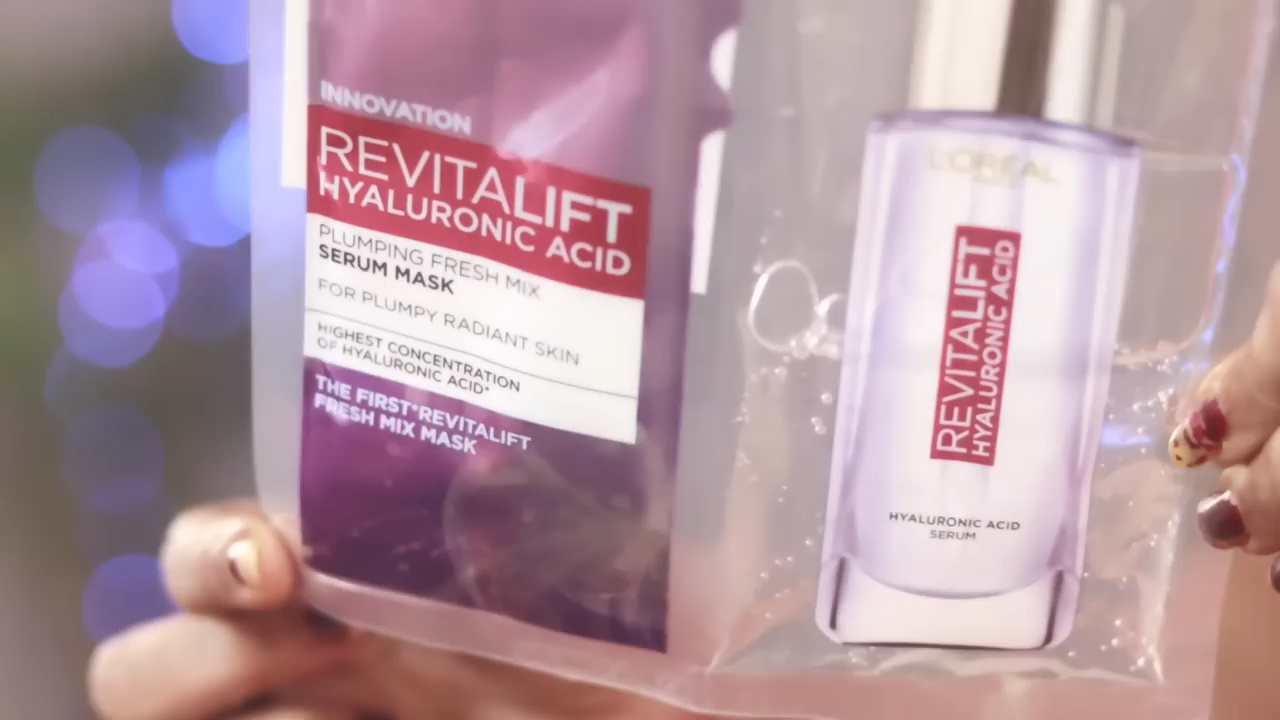 INNOVATION
REVITALIFT
HYALURONIC ACID
PLUMPING FRESH MIX
SERUM MASK
FOR PLUMPY RADIANT SKIN
HIGHEST CONCENTRATION
OF HYALURONIC ACID*
THE FIRST*REVITALIFT
FRESH MIX MASK
L'ORÉAL
REVITALIFT
HYALURONIC ACID
HYALURONIC ACID
SERUM